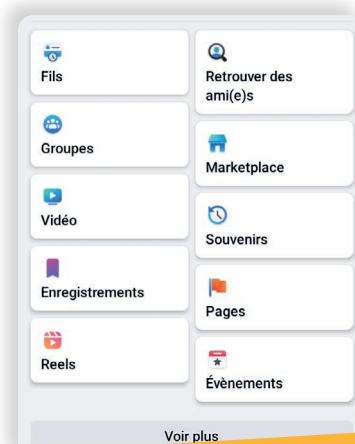 Fils
Groupes
Vidéo
Enregistrements
Reels
Retrouver des
ami(e)s
Marketplace
Souvenirs
Pages
Évènements
Voir plus